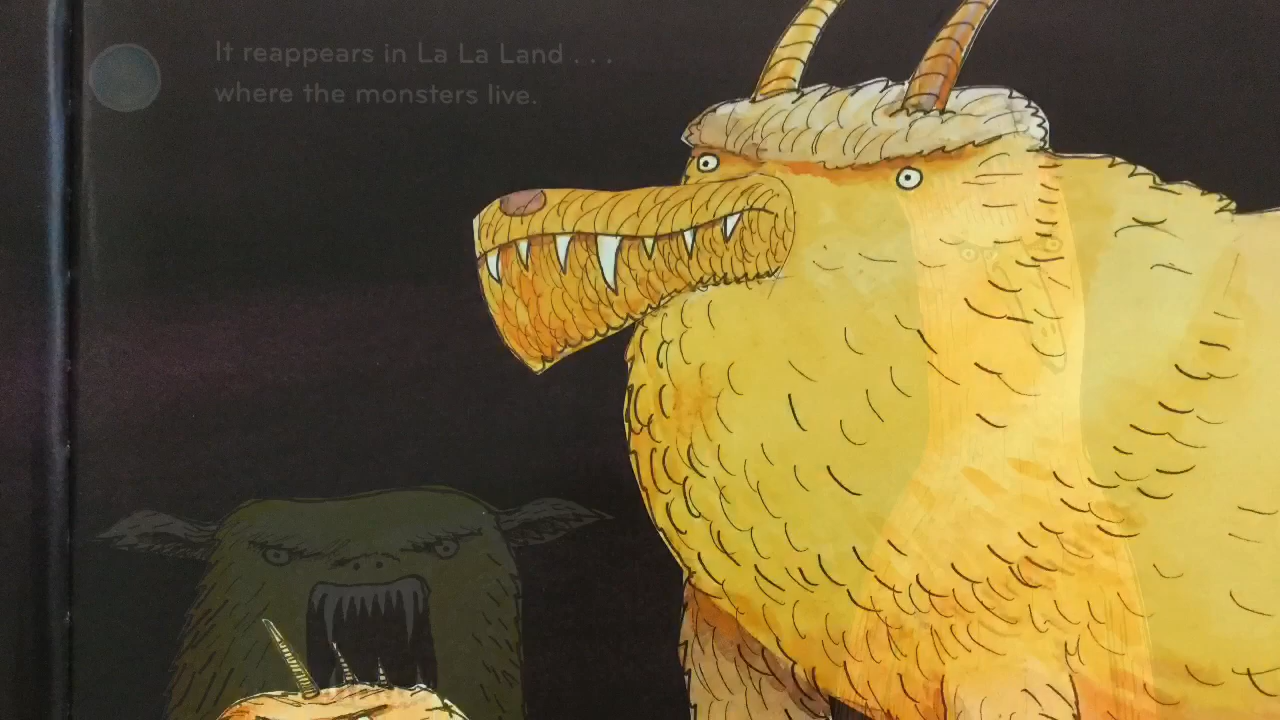 It reappears in La La Land . . .
where the monsters live.